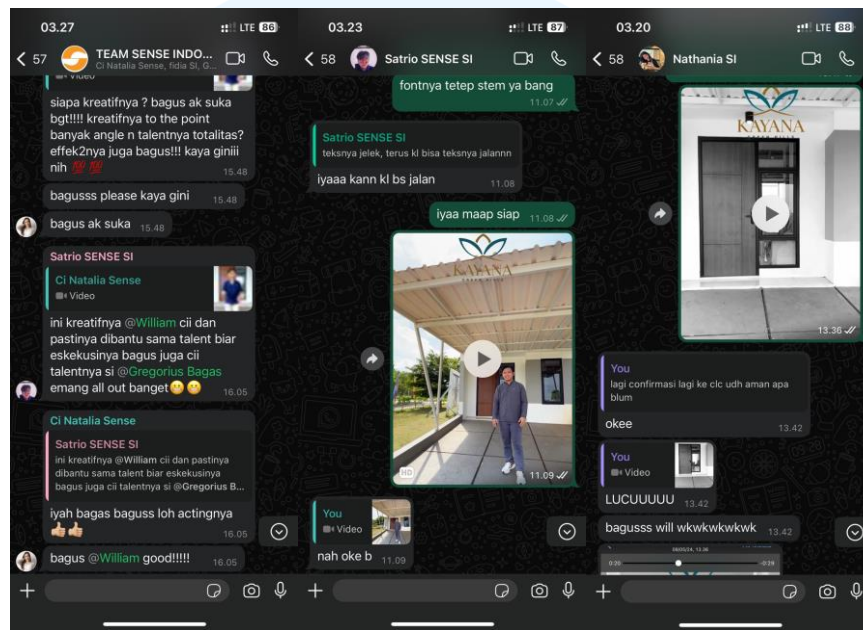 03.27
LTE 86
57
TEAM SENSE INDO...
Ci Natalia Sense, fidia SI, G...
Video
siapa kreatifnya ? bagus ak suka
bgt!!!! kreatifnya to the point
banyak angle n talentnya totalitas?
effek2nya juga bagus!!! kaya giniii
nih 💯 💯
15.48
bagusss please kaya gini 15.48
bagus ak suka 15.48
Satrio SENSE SI
Ci Natalia Sense
Video
ini kreatifnya @William cii dan
pastinya dibantu sama talent biar
eskekusinya bagus juga cii
talentnya si @Gregorius Bagas
emang all out banget😬😬 16.05
Ci Natalia Sense
Satrio SENSE SI
ini kreatifnya @William cii dan pastinya
dibantu sama talent biar eskekusinya
bagus juga cii talentnya si @Gregorius B...
iyah bagas baguss loh actingnya
👍🏻👍🏻 16.05
bagus @William good!!!!! 16.05
03.23
LTE 87
58
Satrio SENSE SI
fontnya tetep stem ya bang
11.07
Satrio SENSE SI
teksnya jelek, terus kl bisa teksnya jalannn
iyaaa kann kl bs jalan 11.08
iyaa maap siap 11.08
KAYANA
HD
11.09
You
Video
nah oke b 11.09
03.20
LTE 88
58
Nathania SI
KAYANA
13.36
You
lagi confirmasi lagi ke clc udh aman apa
blum
okee 13.42
You
Video
LUCUUUUU 13.42
bagusss will wkwkwkwkwk 13.42